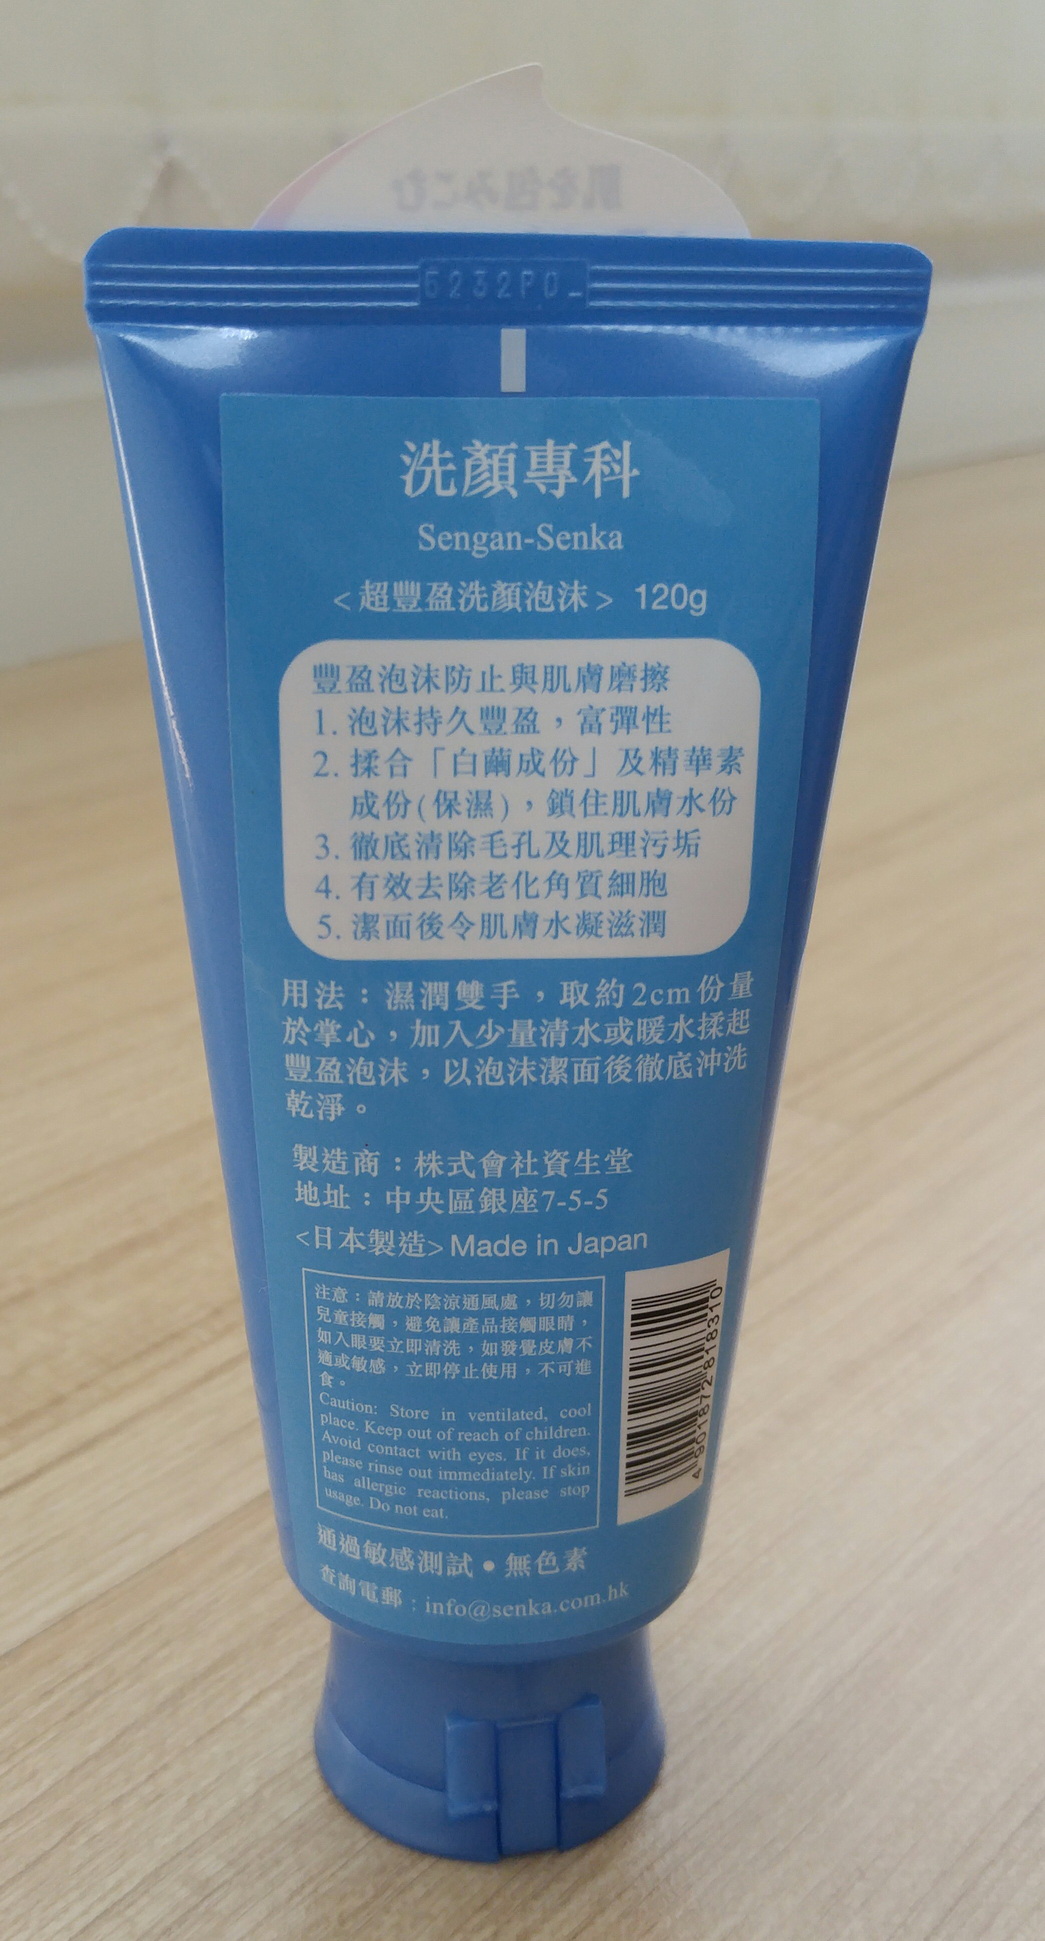 肌を包みこむ
6232PU
洗顏專科
Sengan-Senka
<超豐盈洗顏泡沫> 120g
豐盈泡沫防止與肌膚磨擦
1. 泡沫持久豐盈，富彈性
2. 揉合「白繭成份」及精華素
成份(保濕)，鎖住肌膚水份
3. 徹底清除毛孔及肌理污垢
4. 有效去除老化角質細胞
5. 潔面後令肌膚水凝滋潤
用法：濕潤雙手，取約2cm份量
於掌心，加入少量清水或暖水揉起
豐盈泡沫，以泡沫潔面後徹底沖洗
乾淨。
製造商：株式會社資生堂
地址：中央區銀座7-5-5
<日本製造> Made in Japan
注意：請放於陰涼通風處，切勿讓
兒童接觸，避免讓產品接觸眼睛，
如入眼要立即清洗，如發覺皮膚不
適或敏感，立即停止使用，不可進
食。
Caution: Store in ventilated, cool
place. Keep out of reach of children.
Avoid contact with eyes. If it does,
please rinse out immediately. If skin
has allergic reactions, please stop
usage. Do not eat.
4 901872 818310
通過敏感測試•無色素
查詢電郵：info@senka.com.hk